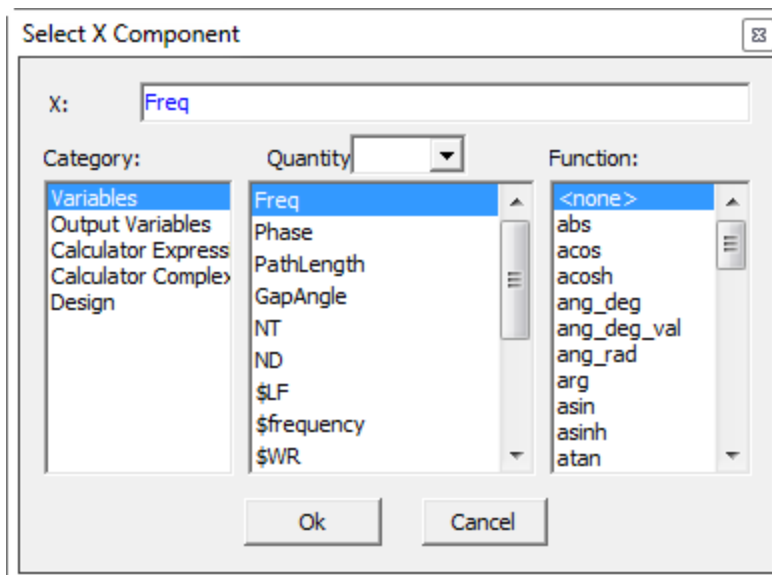 Select X Component
X:
Freq
Category:
Quantity
Function:
Variables
Output Variables
Calculator Express
Calculator Complex
Design
Freq
Phase
PathLength
GapAngle
NT
ND
$LF
$frequency
$WR
<none>
abs
acos
acosh
ang_deg
ang_deg_val
ang_rad
arg
asin
asinh
atan
Ok
Cancel